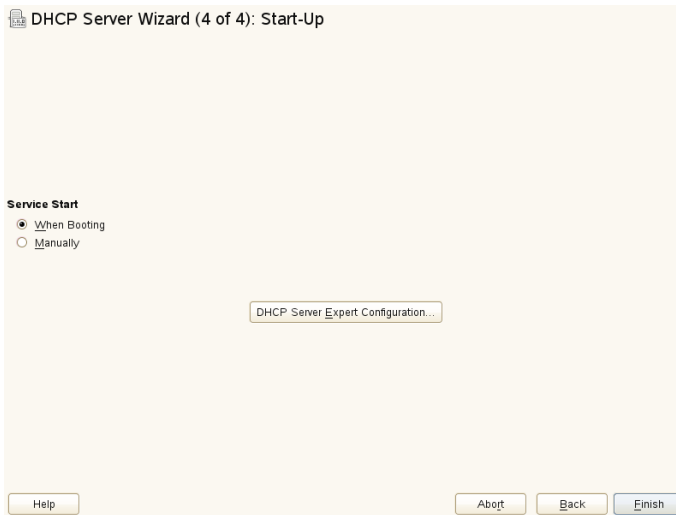 DHCP Server Wizard (4 of 4): Start-Up
Service Start
When Booting
Manually
DHCP Server Expert Configuration...
Help
Abort
Back
Finish